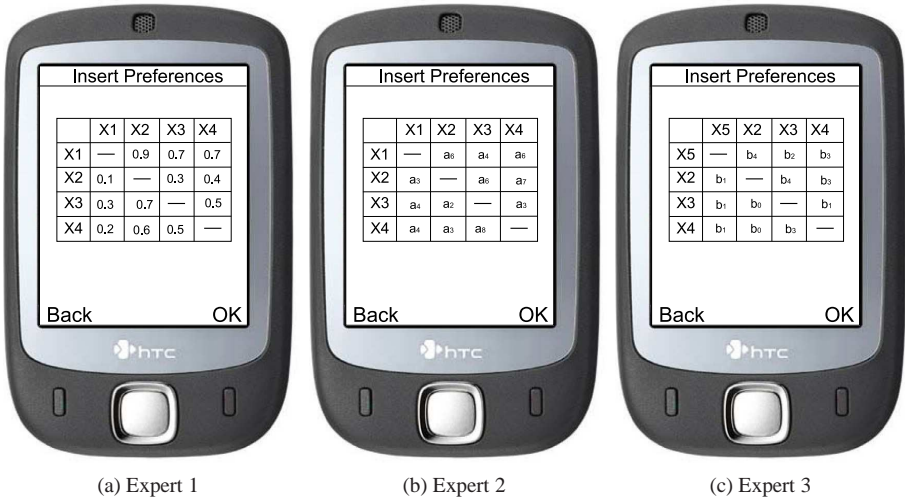 Insert Preferences
X1 X2 X3 X4
X1 — 0.9 0.7 0.7
X2 0.1 — 0.3 0.4
X3 0.3 0.7 — 0.5
X4 0.2 0.6 0.5 —
Back OK
hTC
(a) Expert 1
Insert Preferences
X1 X2 X3 X4
X1 — a₆ a₄ a₆
X2 a₃ — a₆ a₇
X3 a₄ a₂ — a₃
X4 a₄ a₃ a₈ —
Back OK
hTC
(b) Expert 2
Insert Preferences
X5 X2 X3 X4
X5 — b₄ b₂ b₃
X2 b₁ — b₄ b₃
X3 b₁ b₀ — b₁
X4 b₁ b₀ b₃ —
Back OK
hTC
(c) Expert 3